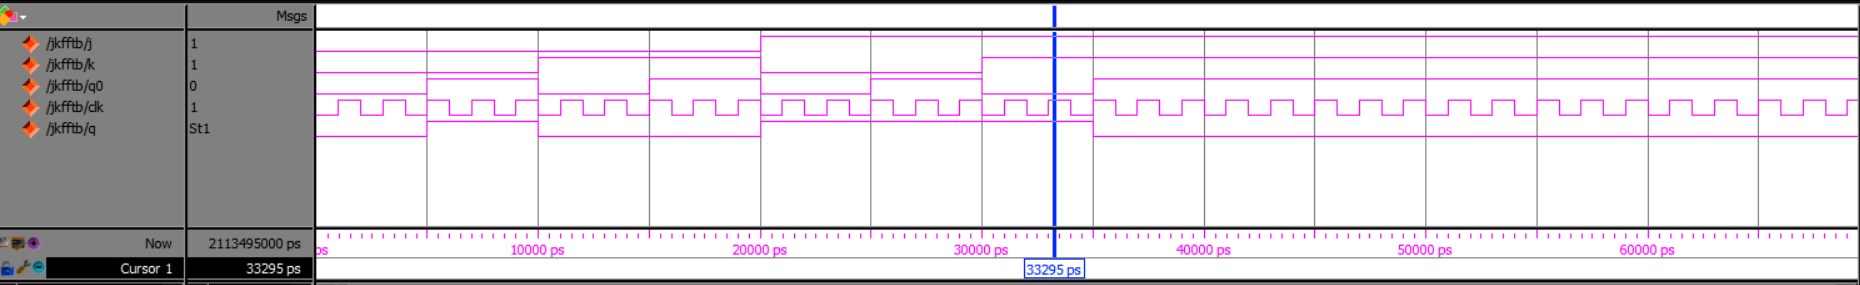 Msgs
/jkfftb/j 1
/jkfftb/k 1
/jkfftb/q0 0
/jkfftb/clk 1
/jkfftb/q St1
Now 2113495000 ps ps 10000 ps 20000 ps 30000 ps 40000 ps 50000 ps 60000 ps
Cursor 1 33295 ps 33295 ps